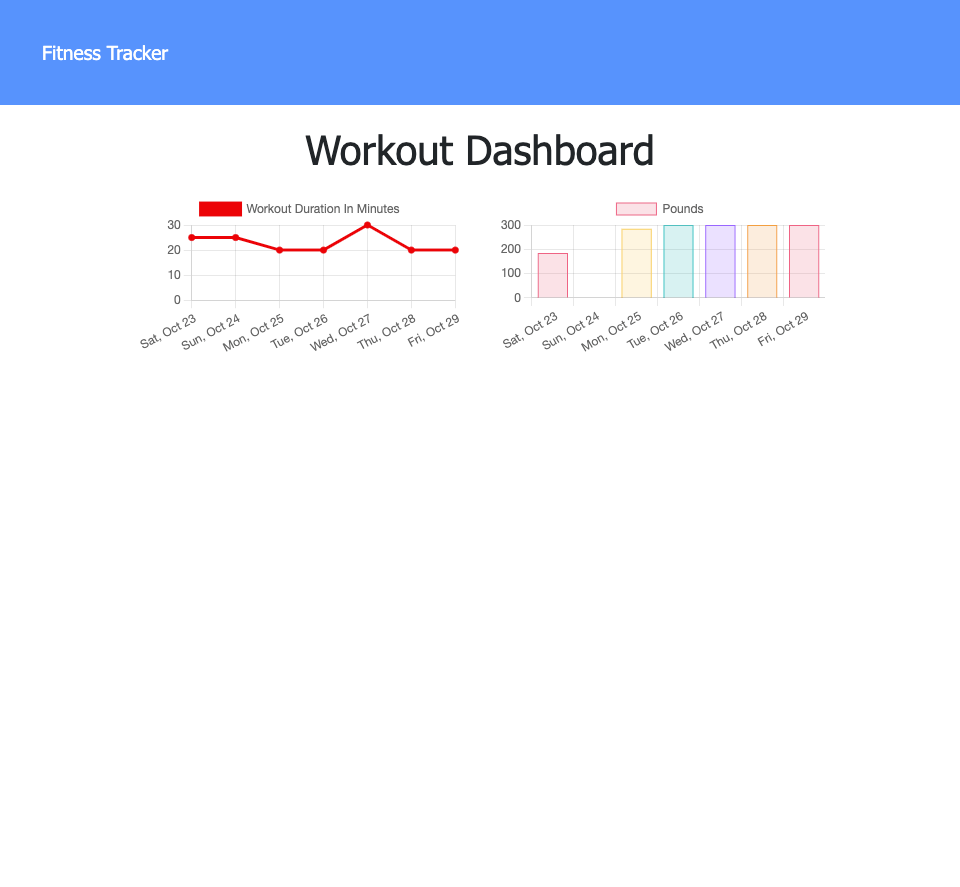 Fitness Tracker
Workout Dashboard
Workout Duration In Minutes
30
20
10
0
Sat, Oct 23
Sun, Oct 24
Mon, Oct 25
Tue, Oct 26
Wed, Oct 27
Thu, Oct 28
Fri, Oct 29
Pounds
300
200
100
0
Sat, Oct 23
Sun, Oct 24
Mon, Oct 25
Tue, Oct 26
Wed, Oct 27
Thu, Oct 28
Fri, Oct 29